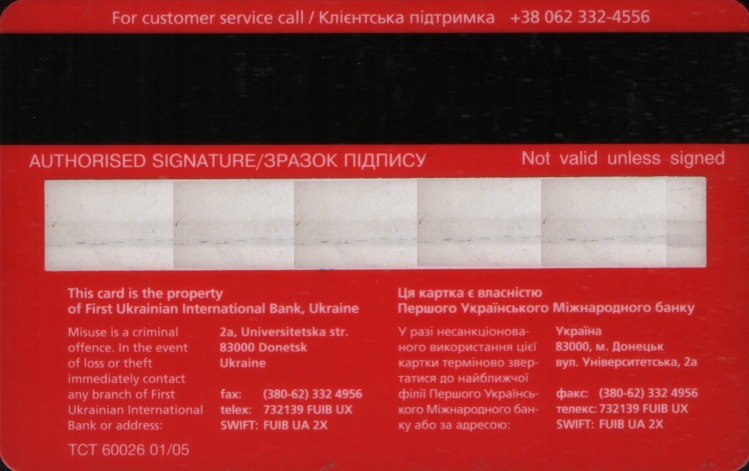 For customer service call / Клієнтська підтримка +38 062 332-4556
AUTHORISED SIGNATURE/ЗРАЗОК ПІДПИСУ Not valid unless signed
This card is the property
of First Ukrainian International Bank, Ukraine
Misuse is a criminal
offence. In the event
of loss or theft
immediately contact
any branch of First
Ukrainian International
Bank or address:
2a, Universitetska str.
83000 Donetsk
Ukraine
fax: (380-62) 332 4956
telex: 732139 FUIB UX
SWIFT: FUIB UA 2X
Ця картка є власністю
Першого Українського Міжнародного банку
У разі несанкціонова-
ного використання цієї
картки терміново звер-
татися до найближчої
філії Першого Українсь-
кого Міжнародного бан-
ку або за адресою:
Україна
83000, м. Донецьк
вул. Університетська, 2а
факс: (380-62) 332 4956
телекс: 732139 FUIB UX
SWIFT: FUIB UA 2X
TCT 60026 01/05